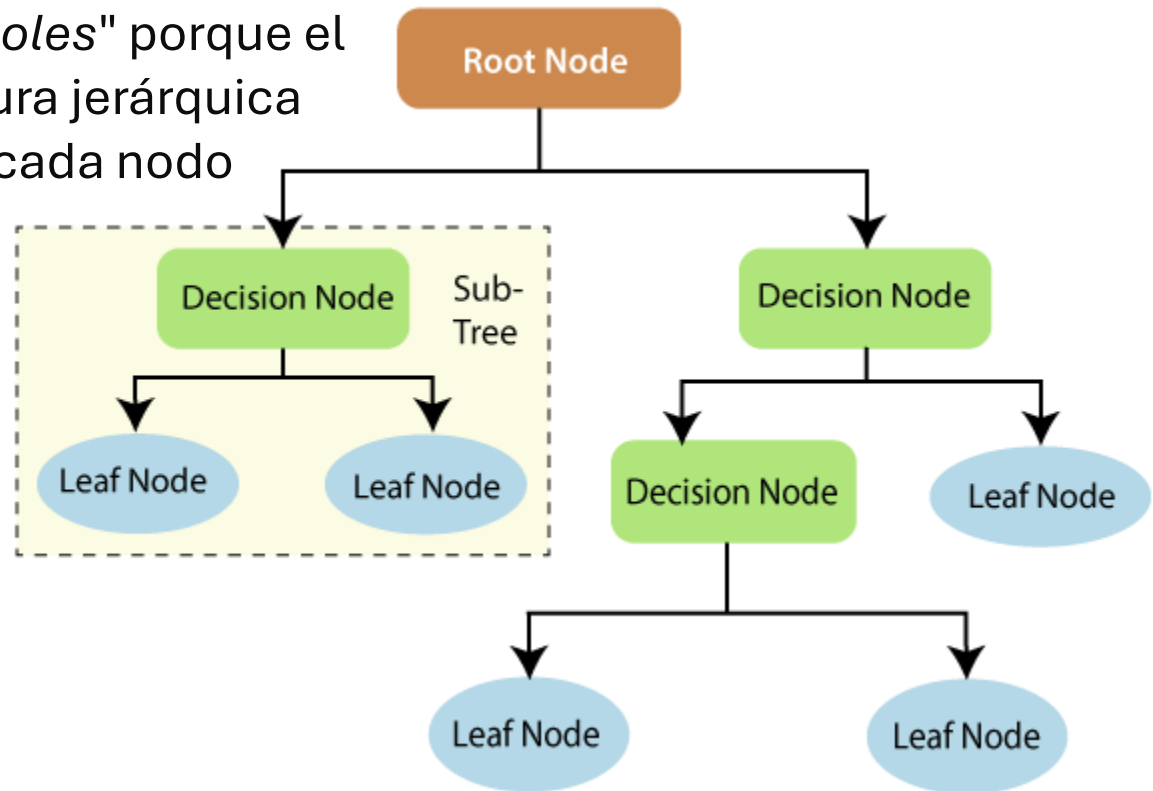 oles" porque el
ura jerárquica
cada nodo
Root Node
Decision Node
Sub-
Tree
Decision Node
Leaf Node
Leaf Node
Decision Node
Leaf Node
Leaf Node
Leaf Node